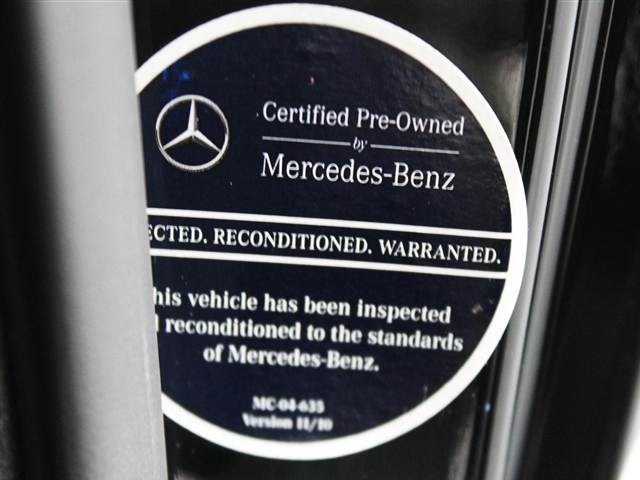 Certified Pre-Owned
by
Mercedes-Benz
ECTED. RECONDITIONED. WARRANTED.
his vehicle has been inspected
reconditioned to the standards
of Mercedes-Benz.
MC-04-635
Version 11/10